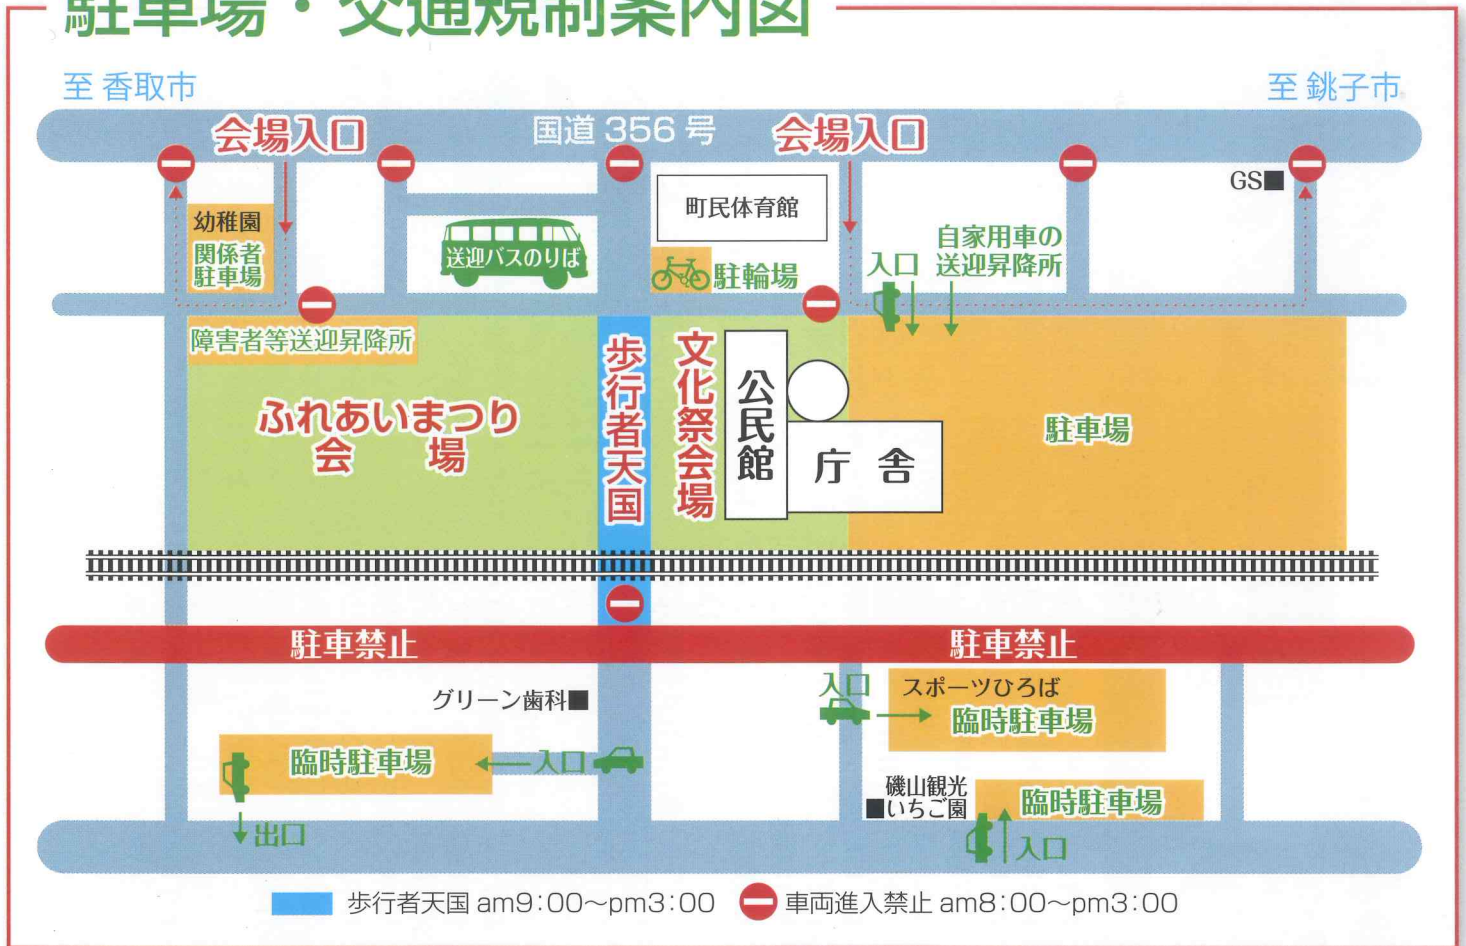 駐車場・交通規制案内図
至 香取市
至 銚子市
会場入口
国道 356 号
会場入口
GS■
町民体育館
幼稚園
関係者
駐車場
送迎バスのりば
駐輪場
入口
自家用車の
送迎昇降所
障害者等送迎昇降所
ふれあいまつり
会 場
歩行者天国
文化祭会場
公民館
庁 舎
駐車場
駐車禁止
駐車禁止
グリーン歯科■
入口
スポーツひろば
臨時駐車場
臨時駐車場
入口
磯山観光
■いちご園
臨時駐車場
出口
入口
歩行者天国 am9:00~pm3:00
車両進入禁止 am8:00~pm3:00